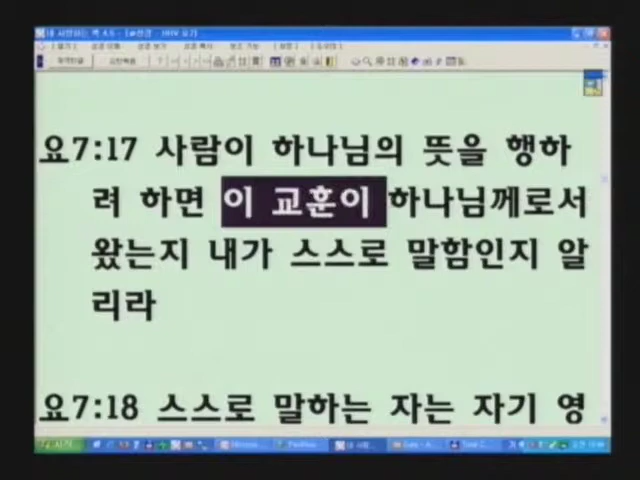 요7:17 사람이 하나님의 뜻을 행하
려 하면 이 교훈이 하나님께로서
왔는지 내가 스스로 말함인지 알
리라
요7:18 스스로 말하는 자는 자기 영